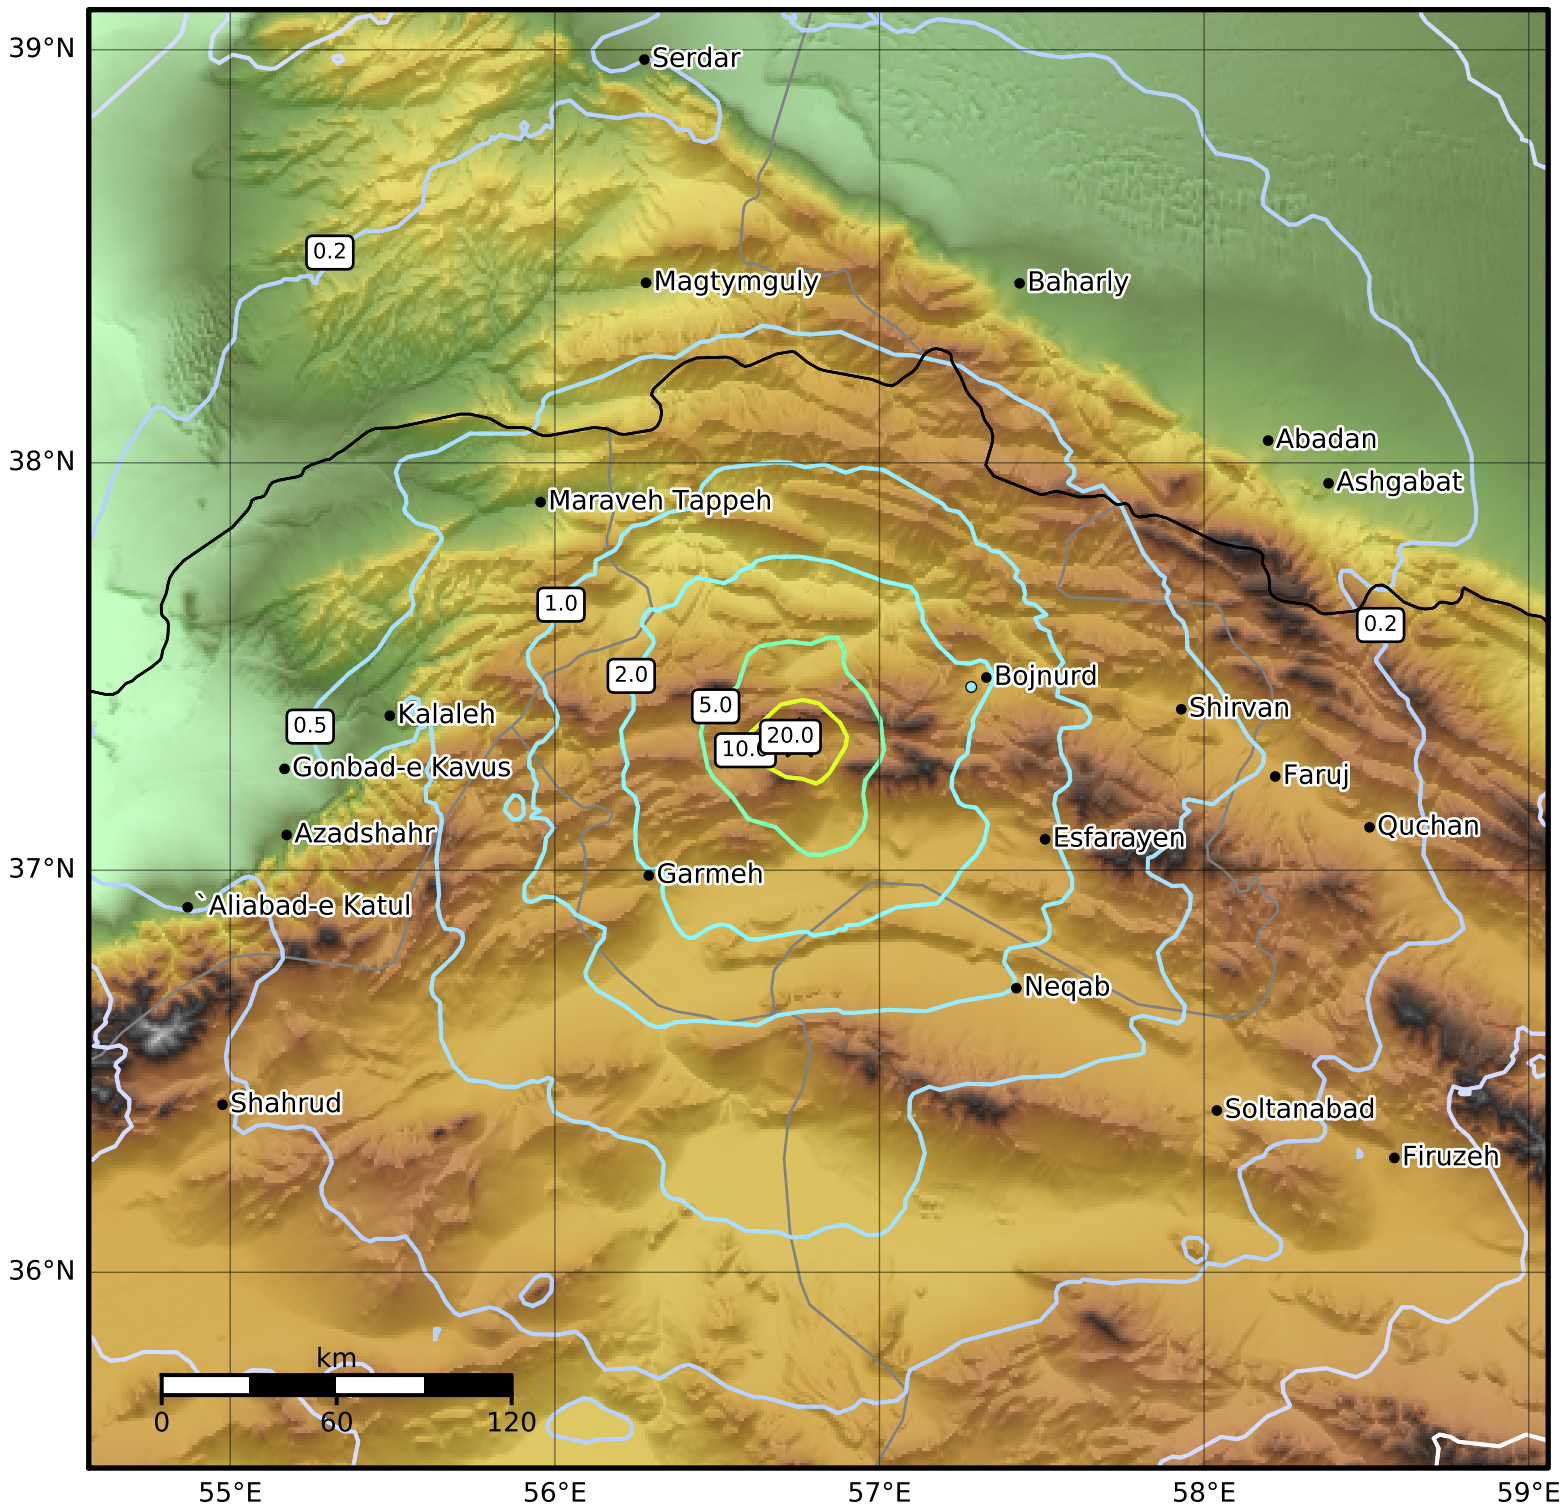 39°N
Serdar
0.2
Magtymguly
Baharly
Abadan
38°N
Ashgabat
Maraveh Tappeh
1.0
0.2
2.0
Bojnurd
5.0
Shirvan
Kalaleh
0.5
20.0
10.0
Gonbad-e Kavus
Faruj
Quchan
Azadshahr
Esfarayen
37°N
Garmeh
`Aliabad-e Katul
Neqab
Shahrud
Soltanabad
Firuzeh
36°N
km
0 60 120
55°E 56°E 57°E 58°E 59°E